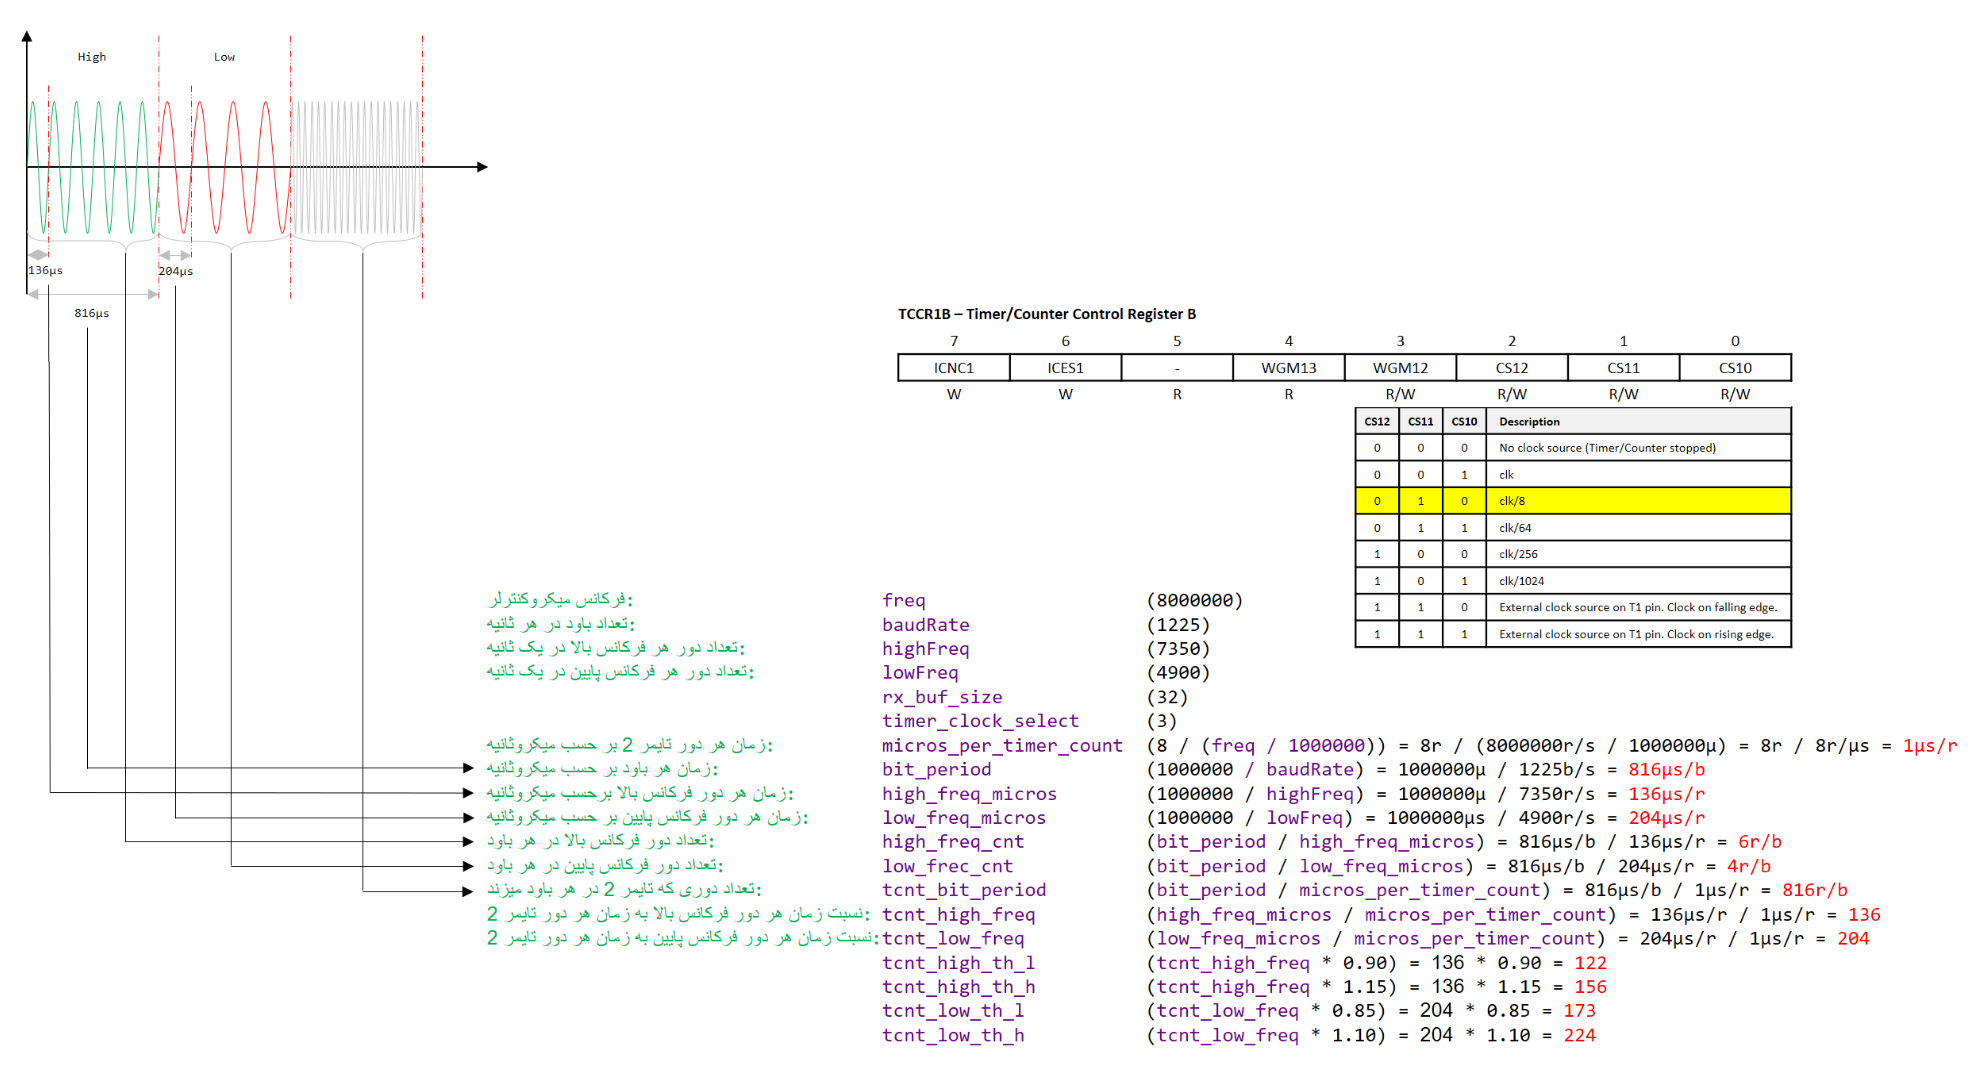 High Low
136µs 204µs
816µs
TCCR1B – Timer/Counter Control Register B
7 6 5 4 3 2 1 0
ICNC1 ICES1 - WGM13 WGM12 CS12 CS11 CS10
W W R R R/W R/W R/W R/W
CS12 CS11 CS10 Description
0 0 0 No clock source (Timer/Counter stopped)
0 0 1 clk
0 1 0 clk/8
0 1 1 clk/64
1 0 0 clk/256
1 0 1 clk/1024
1 1 0 External clock source on T1 pin. Clock on falling edge.
1 1 1 External clock source on T1 pin. Clock on rising edge.
فرکانس میکروکنترلر: freq (8000000)
تعداد باود در هر ثانیه: baudRate (1225)
تعداد دور هر فرکانس بالا در یک ثانیه: highFreq (7350)
تعداد دور هر فرکانس پایین در یک ثانیه: lowFreq (4900)
rx_buf_size (32)
timer_clock_select (3)
زمان هر دور تایمر 2 بر حسب میکروثانیه: micros_per_timer_count (8 / (freq / 1000000)) = 8r / (8000000r/s / 1000000µ) = 8r / 8r/µs = 1µs/r
زمان هر باود بر حسب میکروثانیه: bit_period (1000000 / baudRate) = 1000000µ / 1225b/s = 816µs/b
زمان هر دور فرکانس بالا برحسب میکروثانیه: high_freq_micros (1000000 / highFreq) = 1000000µ / 7350r/s = 136µs/r
زمان هر دور فرکانس پایین بر حسب میکروثانیه: low_freq_micros (1000000 / lowFreq) = 1000000µs / 4900r/s = 204µs/r
تعداد دور فرکانس بالا در هر باود: high_freq_cnt (bit_period / high_freq_micros) = 816µs/b / 136µs/r = 6r/b
تعداد دور فرکانس پایین در هر باود: low_frec_cnt (bit_period / low_freq_micros) = 816µs/b / 204µs/r = 4r/b
تعداد دوری که تایمر 2 در هر باود میزند: tcnt_bit_period (bit_period / micros_per_timer_count) = 816µs/b / 1µs/r = 816r/b
نسبت زمان هر دور فرکانس بالا به زمان هر دور تایمر 2: tcnt_high_freq (high_freq_micros / micros_per_timer_count) = 136µs/r / 1µs/r = 136
نسبت زمان هر دور فرکانس پایین به زمان هر دور تایمر 2: tcnt_low_freq (low_freq_micros / micros_per_timer_count) = 204µs/r / 1µs/r = 204
tcnt_high_th_l (tcnt_high_freq * 0.90) = 136 * 0.90 = 122
tcnt_high_th_h (tcnt_high_freq * 1.15) = 136 * 1.15 = 156
tcnt_low_th_l (tcnt_low_freq * 0.85) = 204 * 0.85 = 173
tcnt_low_th_h (tcnt_low_freq * 1.10) = 204 * 1.10 = 224